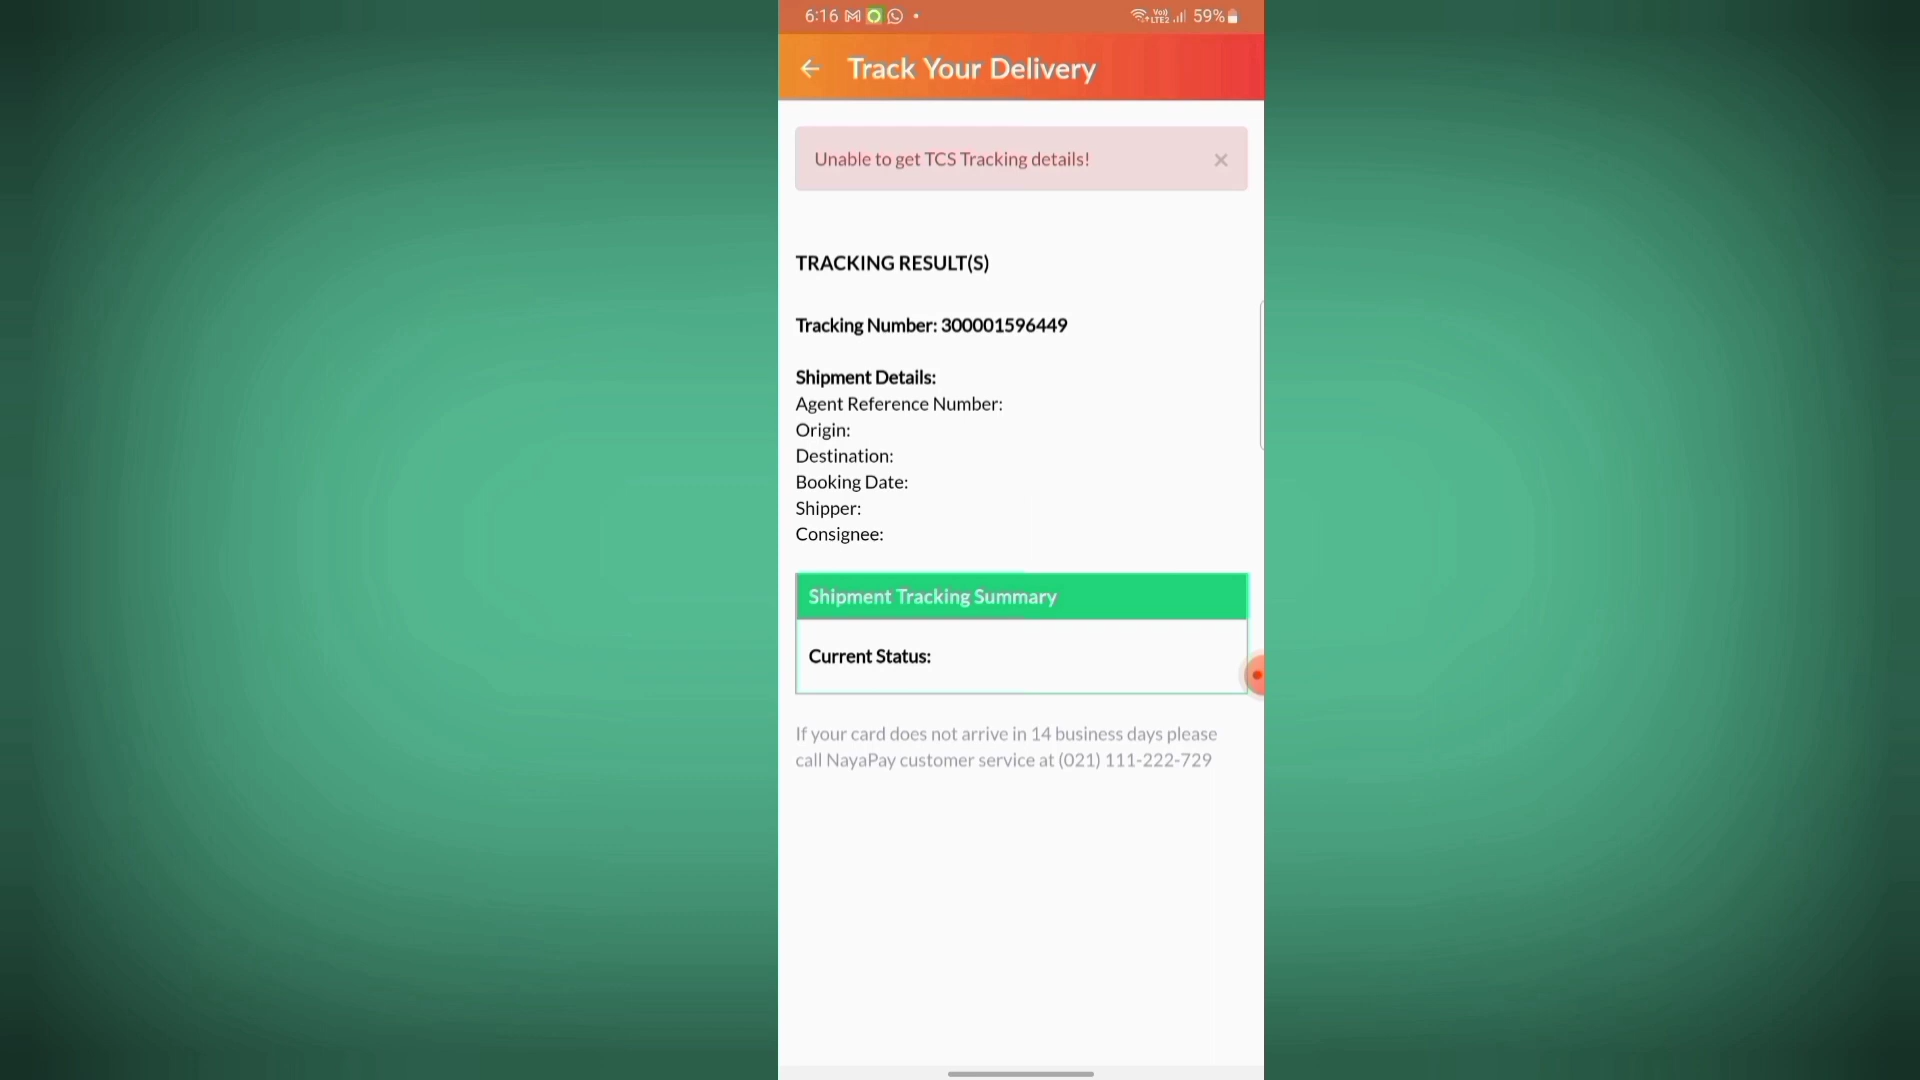 6:16
Vo))
LTE2
59%
Track Your Delivery
Unable to get TCS Tracking details!
TRACKING RESULT(S)
Tracking Number: 300001596449
Shipment Details:
Agent Reference Number:
Origin:
Destination:
Booking Date:
Shipper:
Consignee:
Shipment Tracking Summary
Current Status:
If your card does not arrive in 14 business days please
call NayaPay customer service at (021) 111-222-729